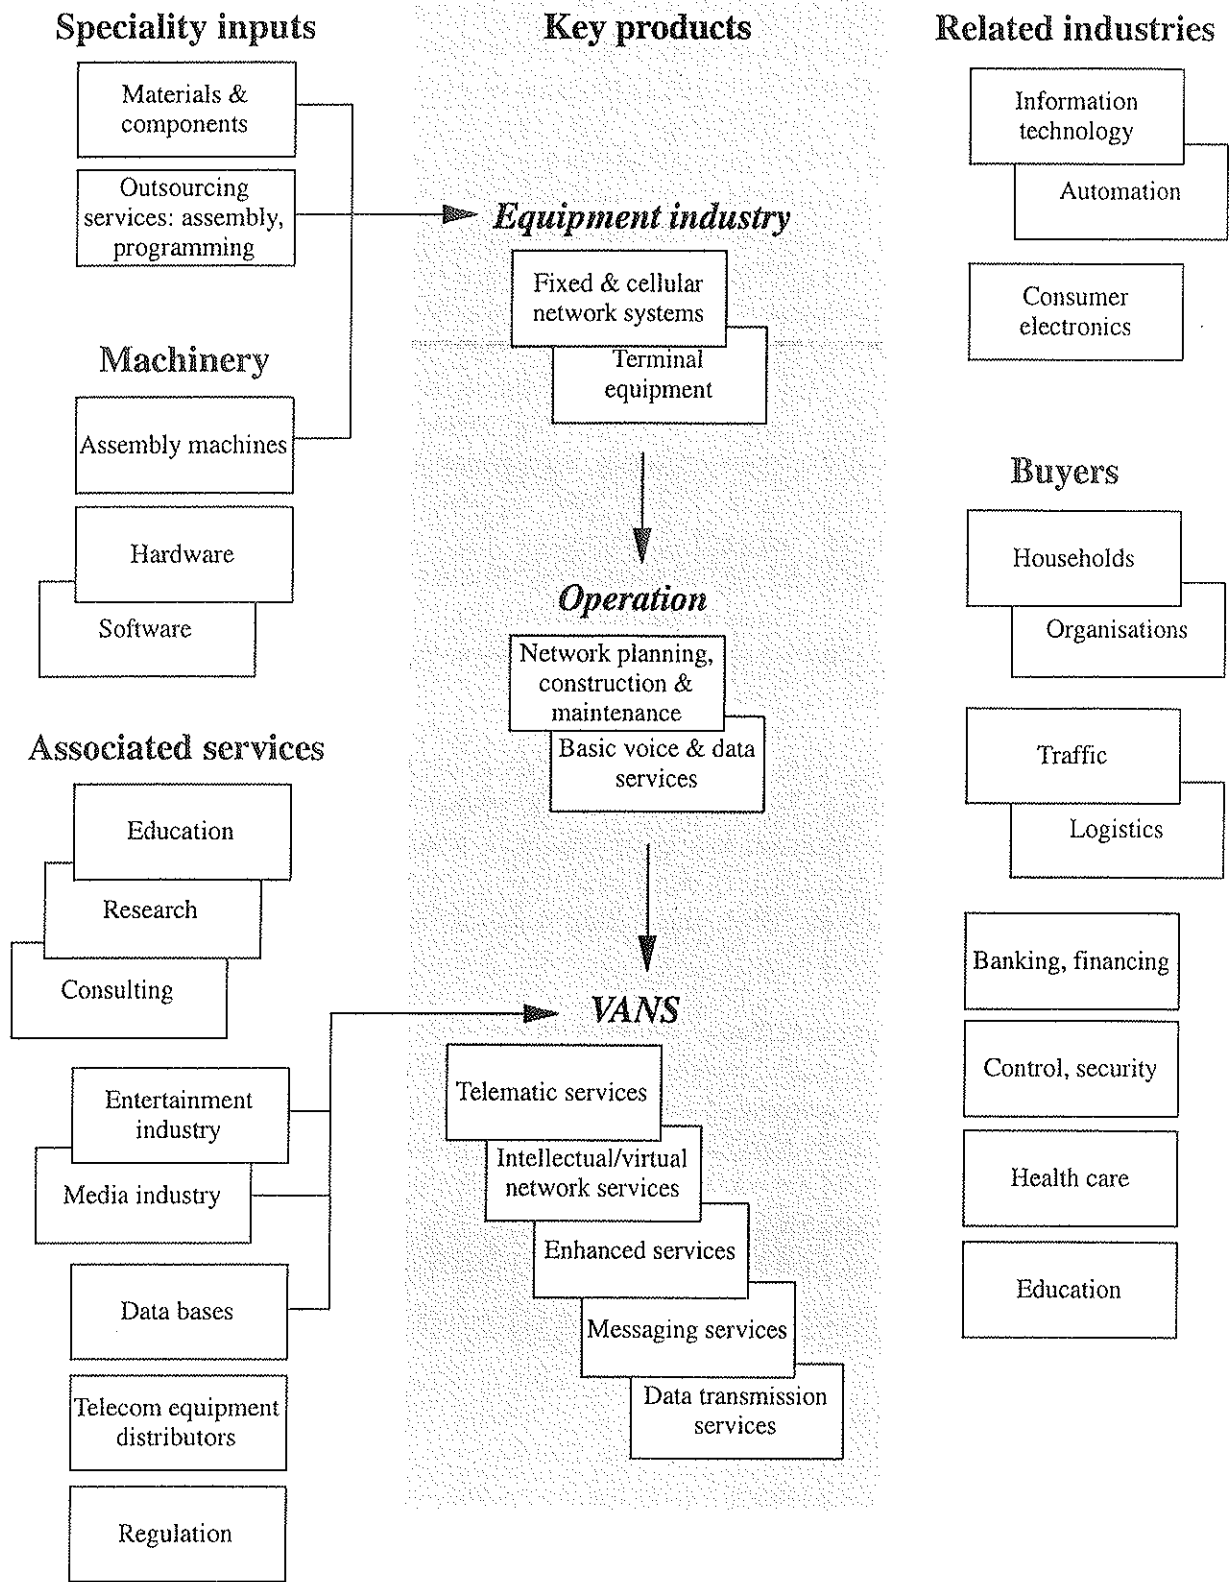 Speciality inputs
Materials &
components
Outsourcing
services: assembly,
programming
Machinery
Assembly machines
Hardware
Software
Associated services
Education
Research
Consulting
Entertainment
industry
Media industry
Data bases
Telecom equipment
distributors
Regulation
Key products
Equipment industry
Fixed & cellular
network systems
Terminal
equipment
Operation
Network planning,
construction &
maintenance
Basic voice & data
services
VANS
Telematic services
Intellectual/virtual
network services
Enhanced services
Messaging services
Data transmission
services
Related industries
Information
technology
Automation
Consumer
electronics
Buyers
Households
Organisations
Traffic
Logistics
Banking, financing
Control, security
Health care
Education